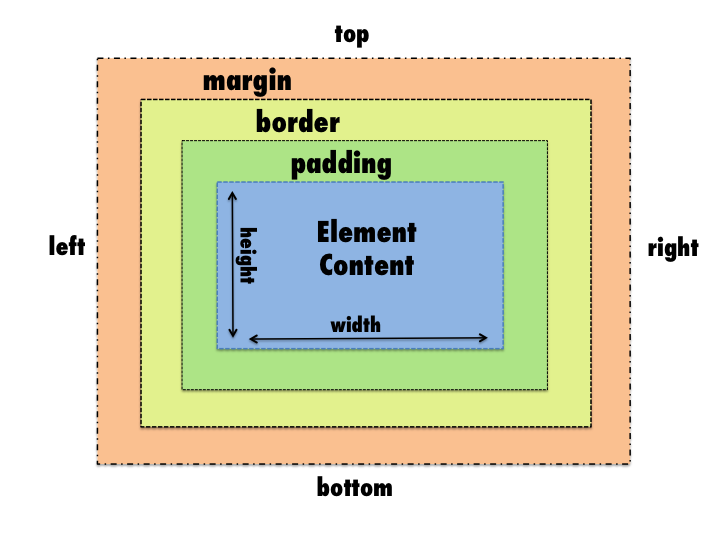 top
margin
border
padding
left
height
Element
Content
right
width
bottom